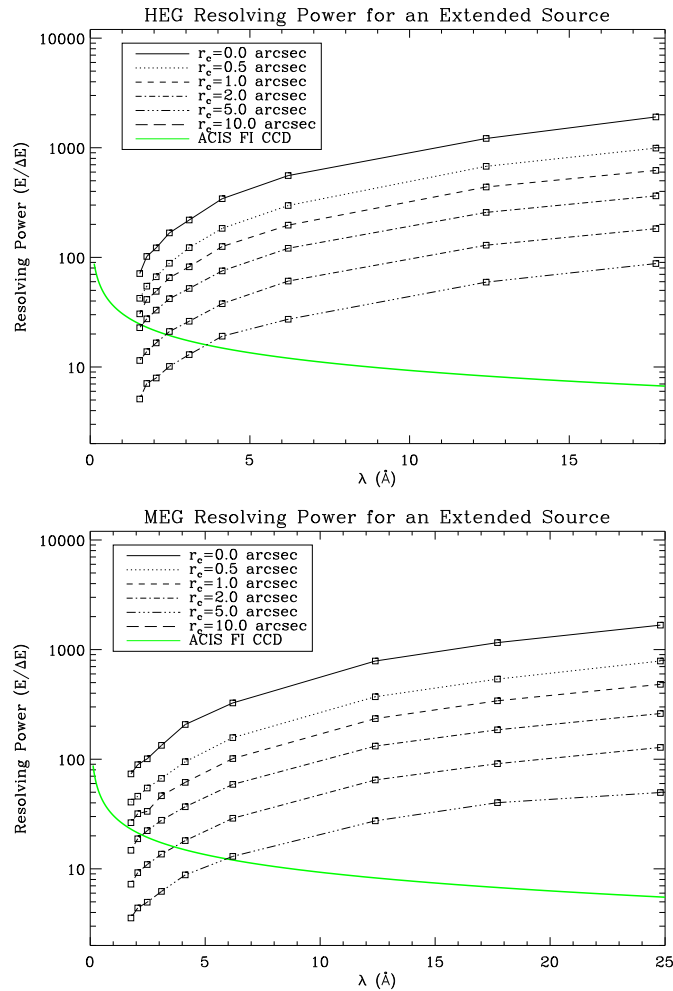 HEG Resolving Power for an Extended Source
10000
r_c=0.0 arcsec
r_c=0.5 arcsec
r_c=1.0 arcsec
r_c=2.0 arcsec
r_c=5.0 arcsec
r_c=10.0 arcsec
ACIS FI CCD
1000
100
10
Resolving Power (E/ΔE)
0 5 10 15
λ (Å)
MEG Resolving Power for an Extended Source
10000
r_c=0.0 arcsec
r_c=0.5 arcsec
r_c=1.0 arcsec
r_c=2.0 arcsec
r_c=5.0 arcsec
r_c=10.0 arcsec
ACIS FI CCD
1000
100
10
Resolving Power (E/ΔE)
0 5 10 15 20 25
λ (Å)